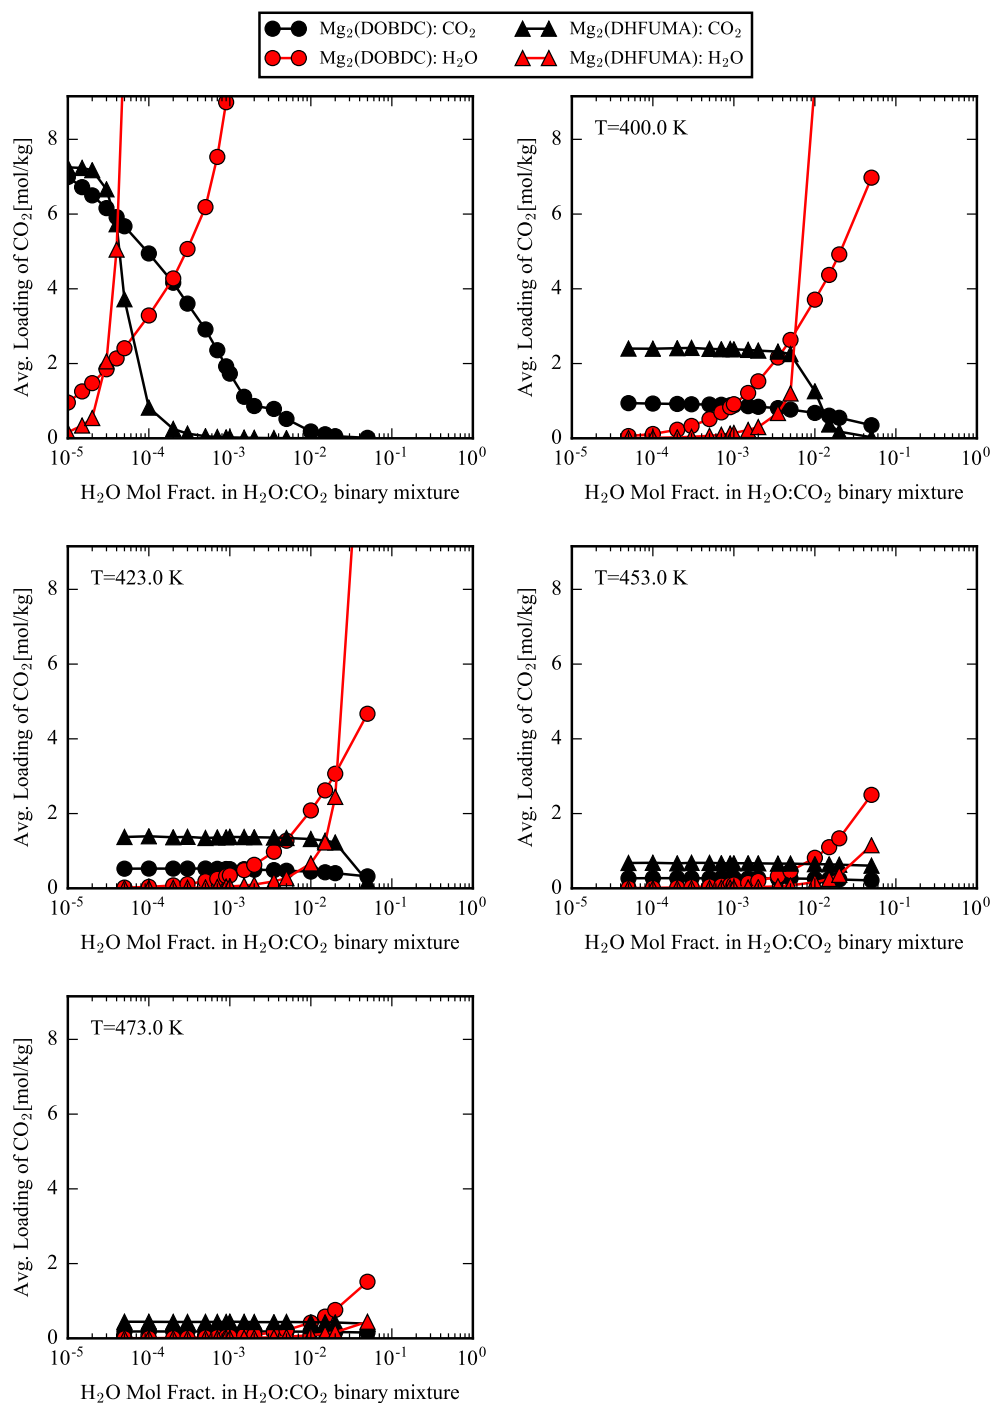 Mg₂(DOBDC): CO₂ Mg₂(DHFUMA): CO₂
Mg₂(DOBDC): H₂O Mg₂(DHFUMA): H₂O
Avg. Loading of CO₂[mol/kg]
8
6
4
2
0
10⁻⁵ 10⁻⁴ 10⁻³ 10⁻² 10⁻¹ 10⁰
H₂O Mol Fract. in H₂O:CO₂ binary mixture
T=400.0 K
Avg. Loading of CO₂[mol/kg]
8
6
4
2
0
10⁻⁵ 10⁻⁴ 10⁻³ 10⁻² 10⁻¹ 10⁰
H₂O Mol Fract. in H₂O:CO₂ binary mixture
T=423.0 K
Avg. Loading of CO₂[mol/kg]
8
6
4
2
0
10⁻⁵ 10⁻⁴ 10⁻³ 10⁻² 10⁻¹ 10⁰
H₂O Mol Fract. in H₂O:CO₂ binary mixture
T=453.0 K
Avg. Loading of CO₂[mol/kg]
8
6
4
2
0
10⁻⁵ 10⁻⁴ 10⁻³ 10⁻² 10⁻¹ 10⁰
H₂O Mol Fract. in H₂O:CO₂ binary mixture
T=473.0 K
Avg. Loading of CO₂[mol/kg]
8
6
4
2
0
10⁻⁵ 10⁻⁴ 10⁻³ 10⁻² 10⁻¹ 10⁰
H₂O Mol Fract. in H₂O:CO₂ binary mixture